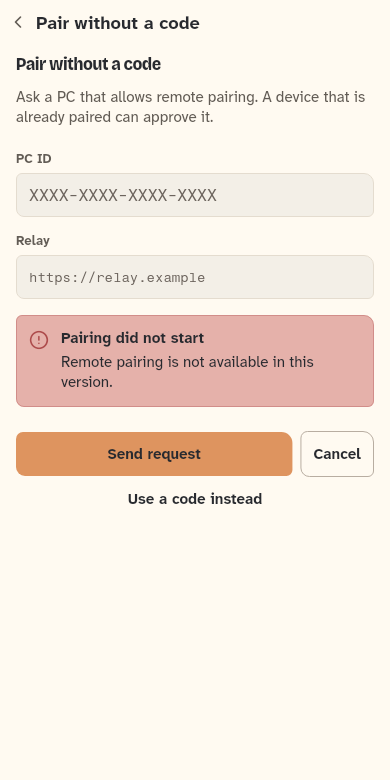 Pair without a code
Pair without a code
Ask a PC that allows remote pairing. A device that is
already paired can approve it.
PC ID
XXXX-XXXX-XXXX-XXXX
Relay
https://relay.example
Pairing did not start
Remote pairing is not available in this
version.
Send request
Cancel
Use a code instead